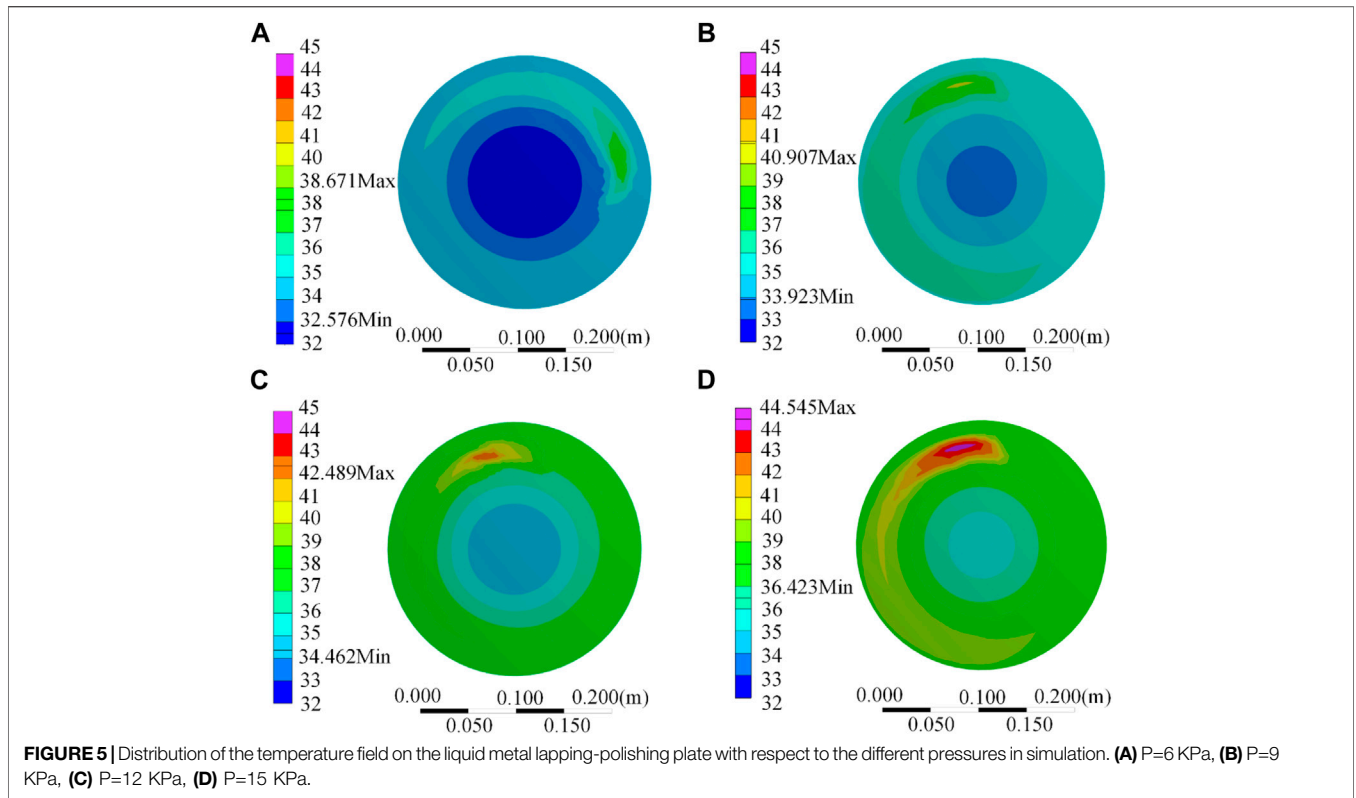 A
45
44
43
42
41
40
38.671Max
38
37
36
35
34
32.576Min
32
0.000 0.100 0.200(m)
0.050 0.150
B
45
44
43
42
41
40.907Max
39
38
37
36
35
33.923Min
33
32
0.000 0.100 0.200(m)
0.050 0.150
C
45
44
43
42.489Max
41
40
39
38
37
36
35
34.462Min
33
32
0.000 0.100 0.200(m)
0.050 0.150
D
44.545Max
44
43
42
41
40
39
38
36.423Min
36
35
34
33
32
0.000 0.100 0.200(m)
0.050 0.150
FIGURE 5 | Distribution of the temperature field on the liquid metal lapping-polishing plate with respect to the different pressures in simulation. (A) P=6 KPa, (B) P=9
KPa, (C) P=12 KPa, (D) P=15 KPa.